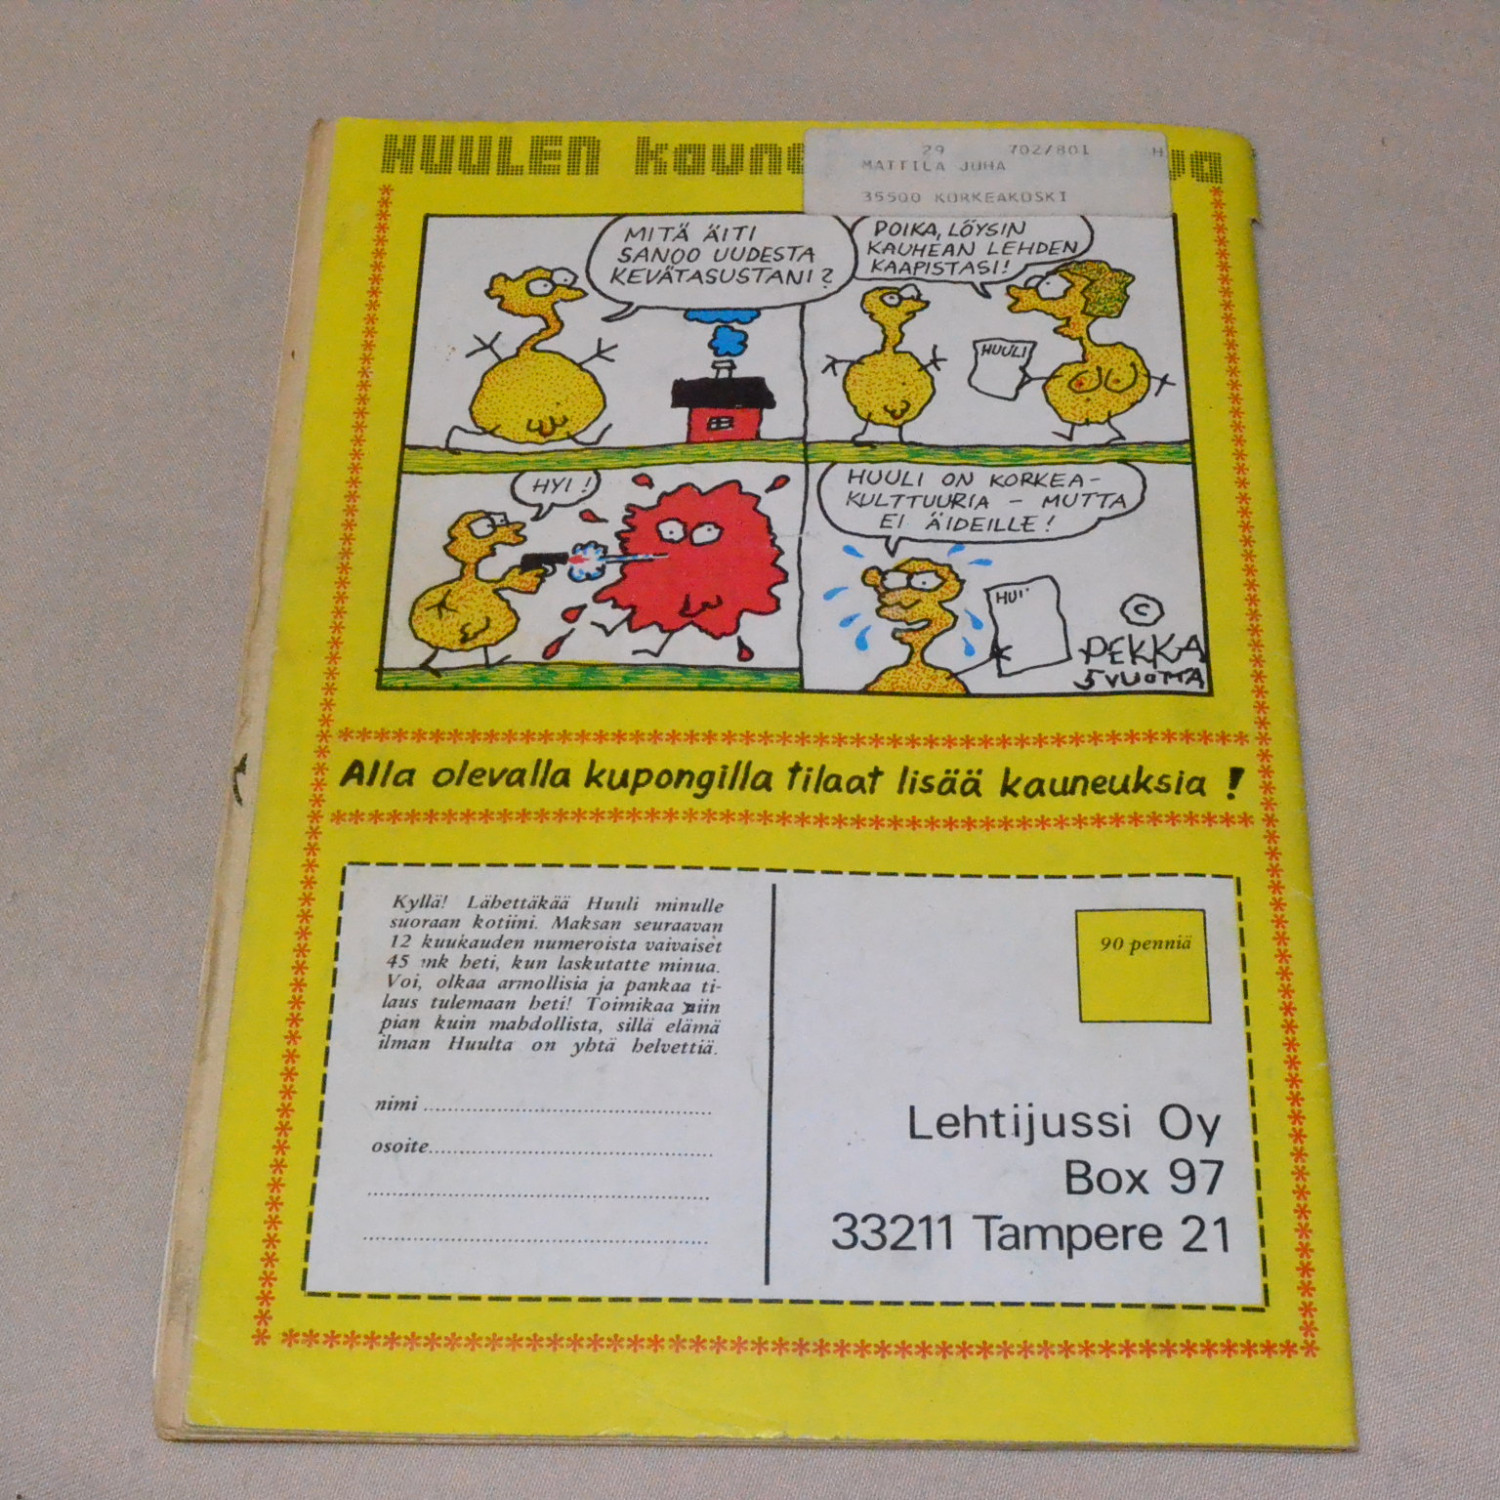 HUULEN
29 702/801 H
MATTILA JUHA
35500 KORKEAKOSKI
MITÄ ÄITI
SANOO UUDESTA
KEVÄTASUSTANI?
POIKA, LÖYSIN
KAUHEAN LEHDEN
KAAPISTASI!
HUULI
HYI!
HUULI ON KORKEA-
KULTTUURIA - MUTTA
EI ÄIDEILLE!
©
PEKKA
5 VUOTTA
Alla olevalla kupongilla tilaat lisää kauneuksia!
Kyllä! Lähettäkää Huuli minulle
suoraan kotiini. Maksan seuraavan
12 kuukauden numeroista vaivaiset
45 mk heti, kun laskutatte minua.
Voi, olkaa armollisia ja pankaa ti-
laus tulemaan heti! Toimikaa niin
pian kuin mahdollista, sillä elämä
ilman Huulta on yhtä helvettiä.
nimi
osoite
90 penniä
Lehtijussi Oy
Box 97
33211 Tampere 21